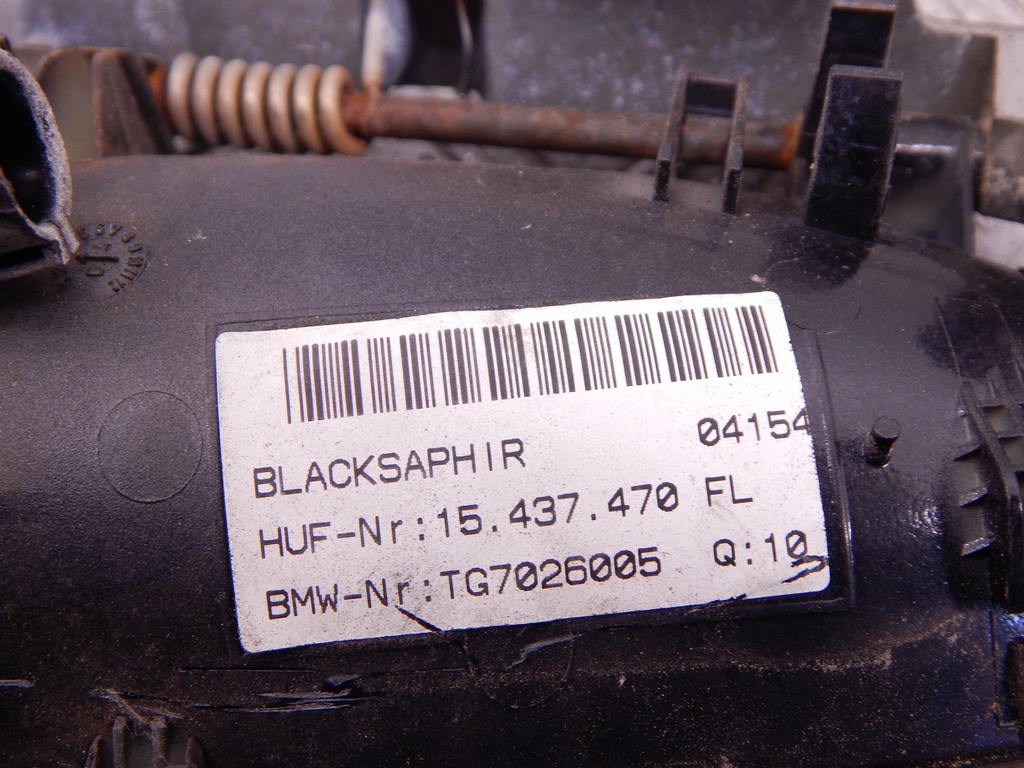 BLACKSAPHIR 04154
HUF-Nr:15.437.470 FL
BMW-Nr:TG7026005 Q:10